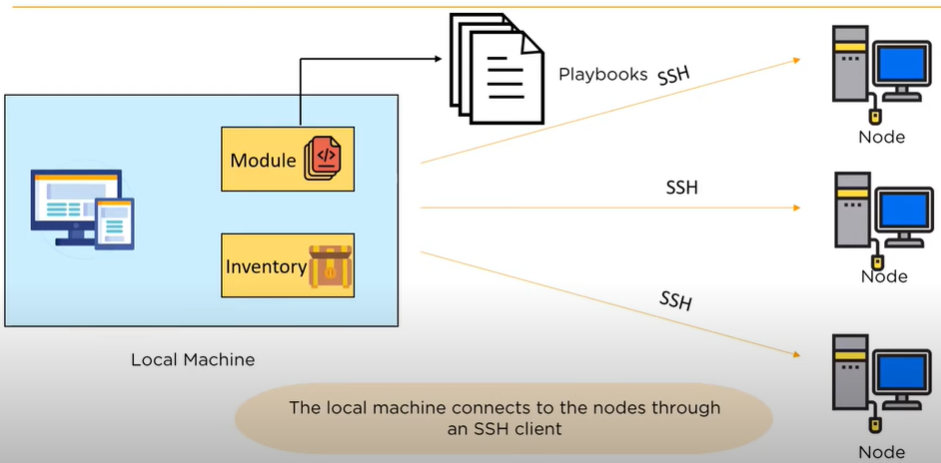 Playbooks
SSH
Node
Module
SSH
Inventory
Node
SSH
Local Machine
The local machine connects to the nodes through
an SSH client
Node